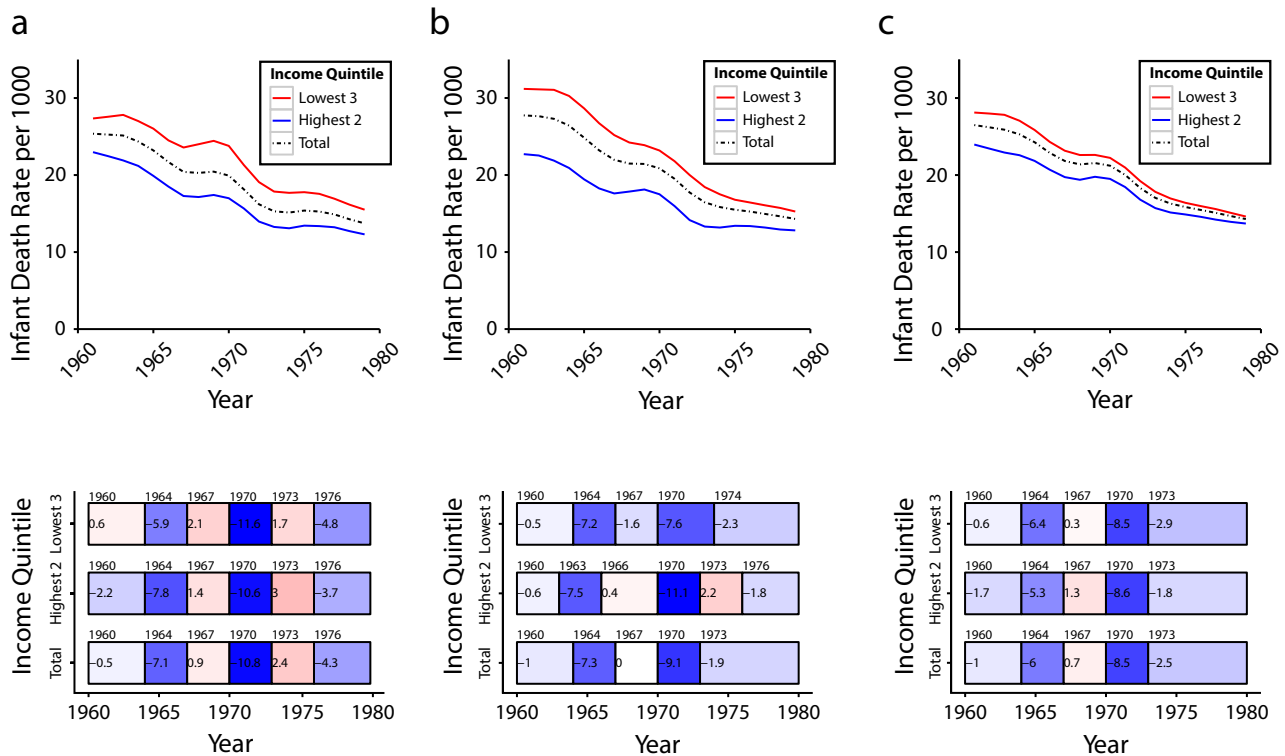 a
Infant Death Rate per 1000
30
20
10
0
Income Quintile
Lowest 3
Highest 2
Total
1960
1965
1970
1975
1980
Year
b
Infant Death Rate per 1000
30
20
10
0
Income Quintile
Lowest 3
Highest 2
Total
1960
1965
1970
1975
1980
Year
c
Infant Death Rate per 1000
30
20
10
0
Income Quintile
Lowest 3
Highest 2
Total
1960
1965
1970
1975
1980
Year
Income Quintile
Lowest 3
1960 1964 1967 1970 1973 1976
0.6 −5.9 2.1 −11.6 1.7 −4.8
Highest 2
1960 1964 1967 1970 1973 1976
−2.2 −7.8 1.4 −10.6 3 −3.7
Total
1960 1964 1967 1970 1973 1976
−0.5 −7.1 0.9 −10.8 2.4 −4.3
1960 1965 1970 1975 1980
Year
Income Quintile
Lowest 3
1960 1964 1967 1970 1974
−0.5 −7.2 −1.6 −7.6 −2.3
Highest 2
1960 1963 1966 1970 1973 1976
−0.6 −7.5 0.4 −11.1 2.2 −1.8
Total
1960 1964 1967 1970 1973
−1 −7.3 0 −9.1 −1.9
1960 1965 1970 1975 1980
Year
Income Quintile
Lowest 3
1960 1964 1967 1970 1973
−0.6 −6.4 0.3 −8.5 −2.9
Highest 2
1960 1964 1967 1970 1973
−1.7 −5.3 1.3 −8.6 −1.8
Total
1960 1964 1967 1970 1973
−1 −6 0.7 −8.5 −2.5
1960 1965 1970 1975 1980
Year